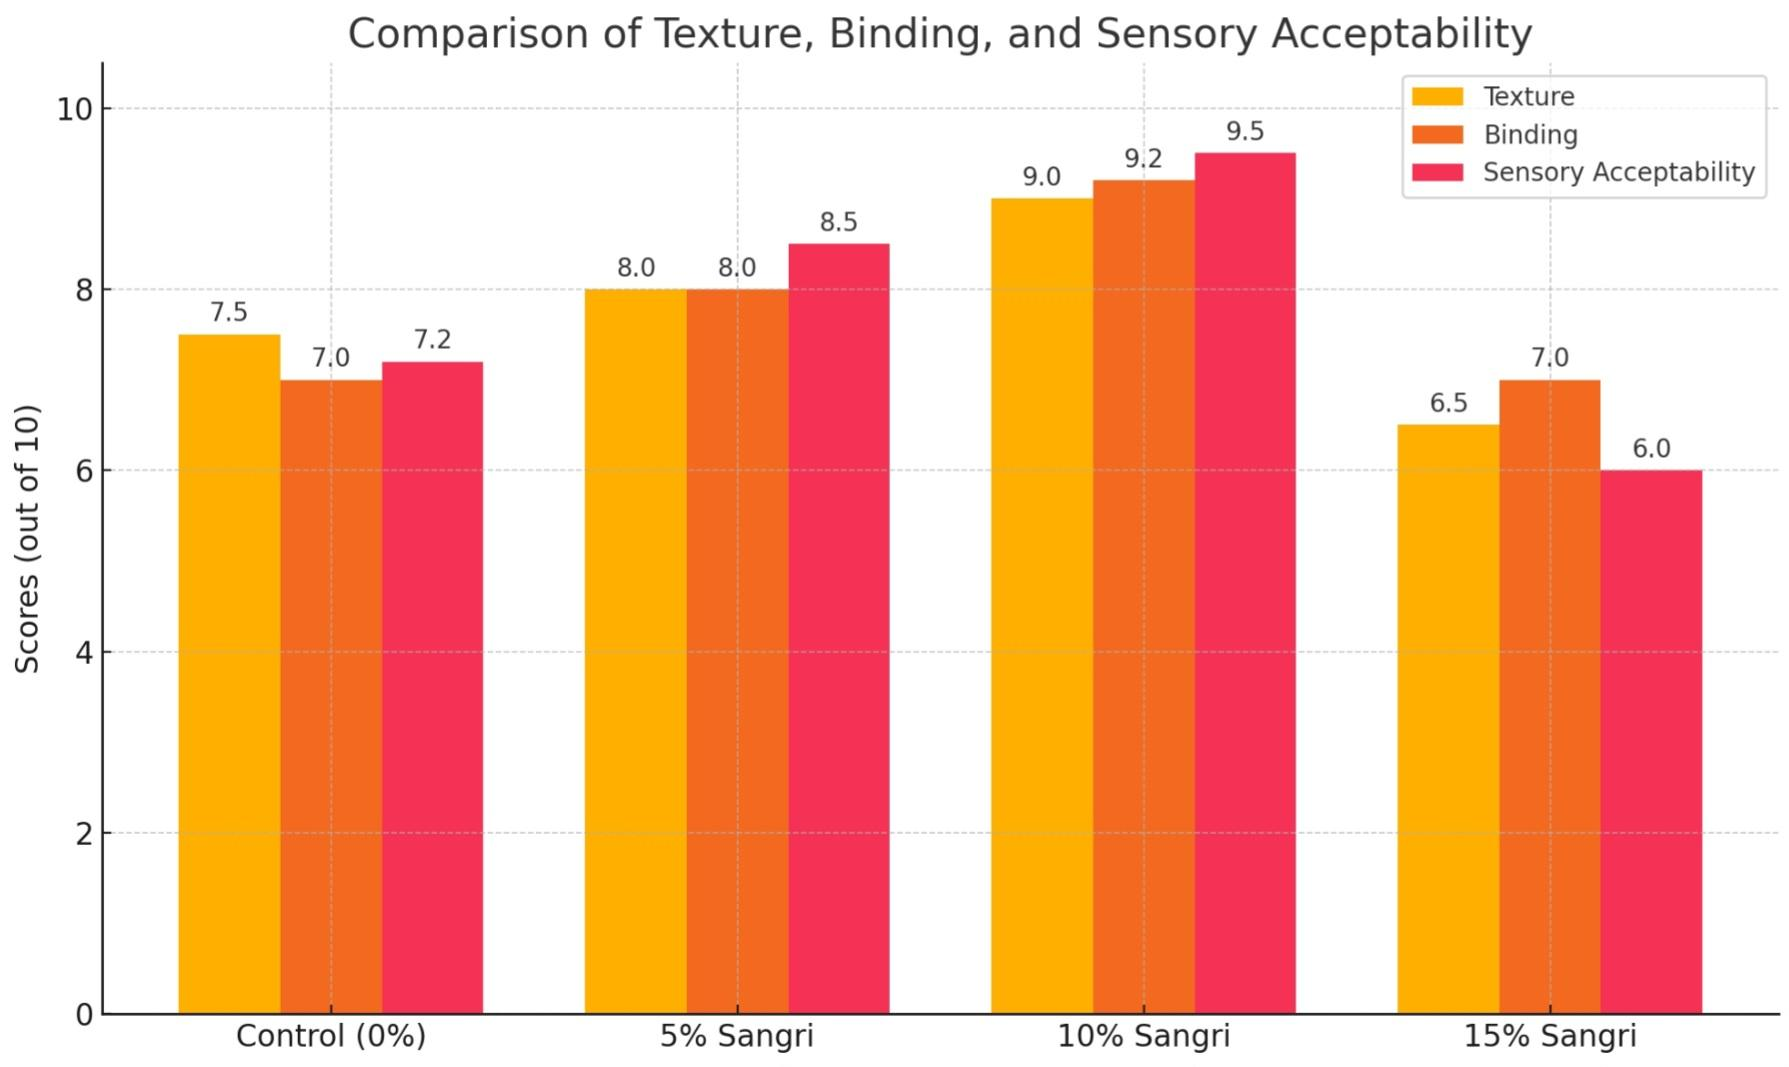 Comparison of Texture, Binding, and Sensory Acceptability
Texture
Binding
Sensory Acceptability
Scores (out of 10)
10
8
6
4
2
0
7.5
7.0
7.2
8.0
8.0
8.5
9.0
9.2
9.5
6.5
7.0
6.0
Control (0%)
5% Sangri
10% Sangri
15% Sangri